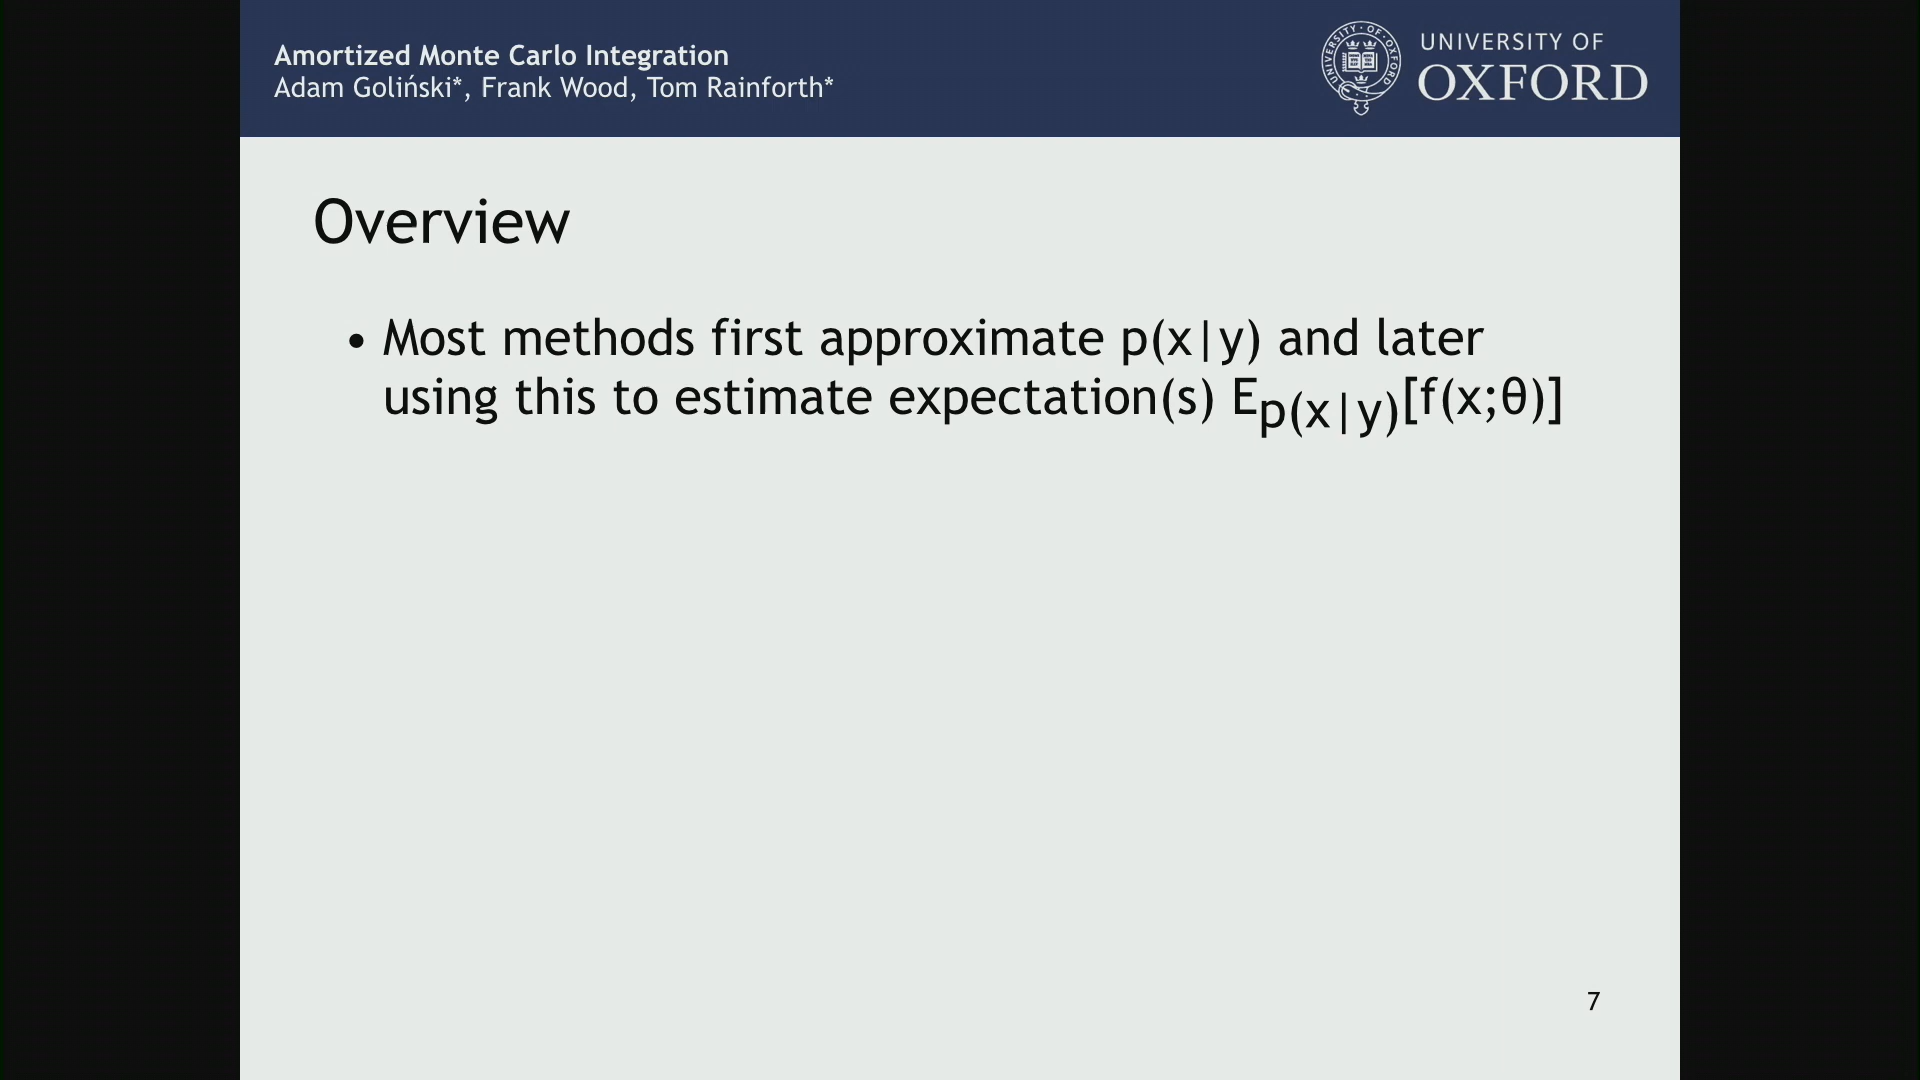 Amortized Monte Carlo Integration
Adam Goliński*, Frank Wood, Tom Rainforth*
UNIVERSITY OF
OXFORD
Overview
• Most methods first approximate p(x|y) and later
using this to estimate expectation(s) Ep(x|y)[f(x;θ)]
7